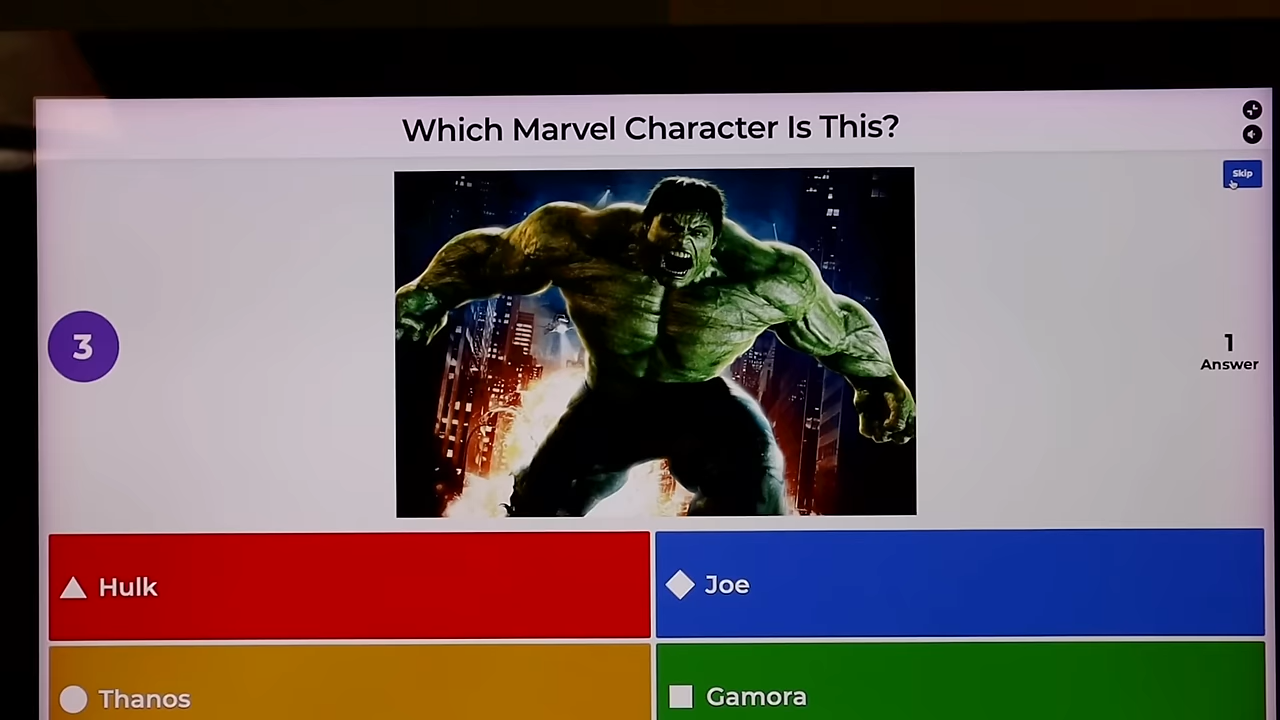 Which Marvel Character Is This?
Skip
3
1
Answer
Hulk
Joe
Thanos
Gamora